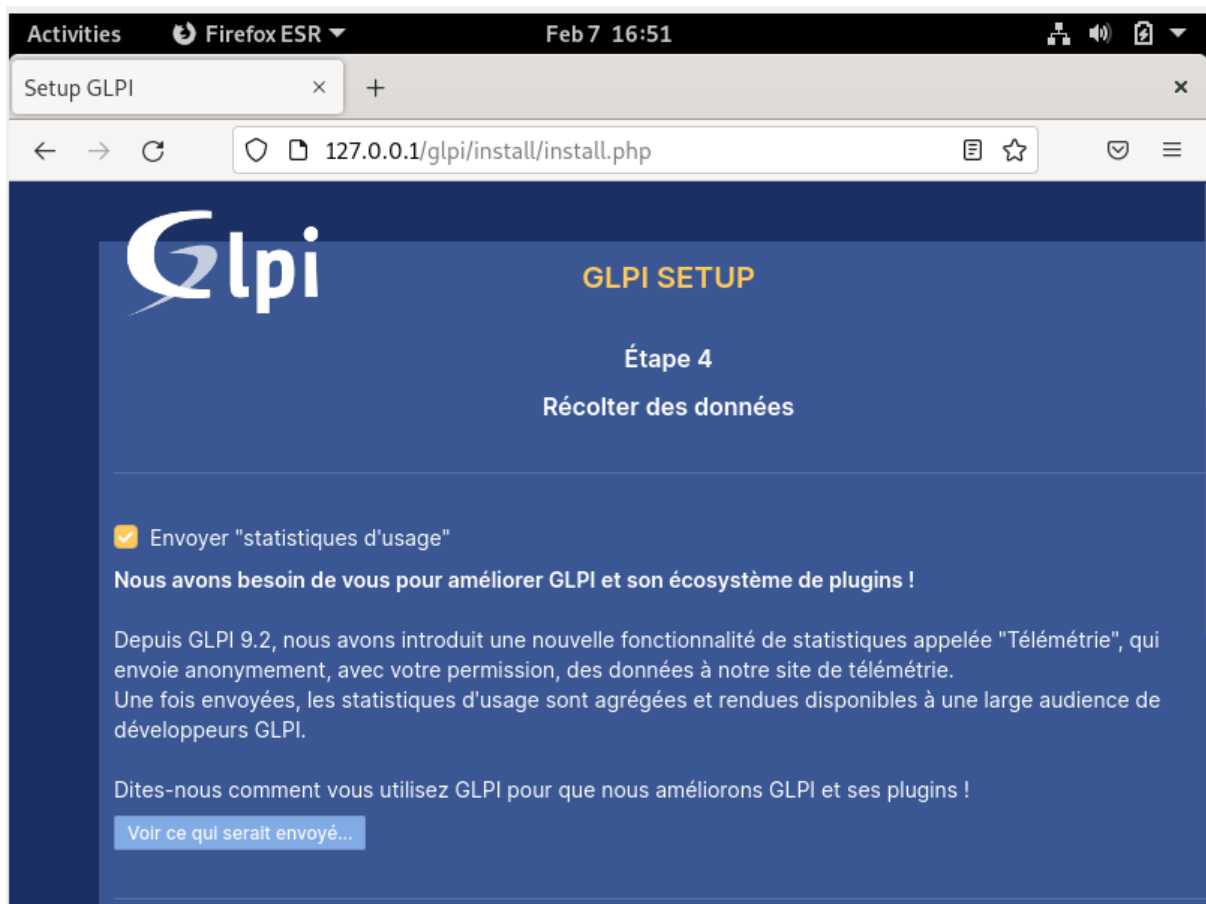 Activities Firefox ESR Feb 7 16:51
Setup GLPI
127.0.0.1/glpi/install/install.php
Glpi
GLPI SETUP
Étape 4
Récolter des données
Envoyer "statistiques d'usage"
Nous avons besoin de vous pour améliorer GLPI et son écosystème de plugins !
Depuis GLPI 9.2, nous avons introduit une nouvelle fonctionnalité de statistiques appelée "Télémétrie", qui
envoie anonymement, avec votre permission, des données à notre site de télémétrie.
Une fois envoyées, les statistiques d'usage sont agrégées et rendues disponibles à une large audience de
développeurs GLPI.
Dites-nous comment vous utilisez GLPI pour que nous améliorons GLPI et ses plugins !
Voir ce qui serait envoyé...